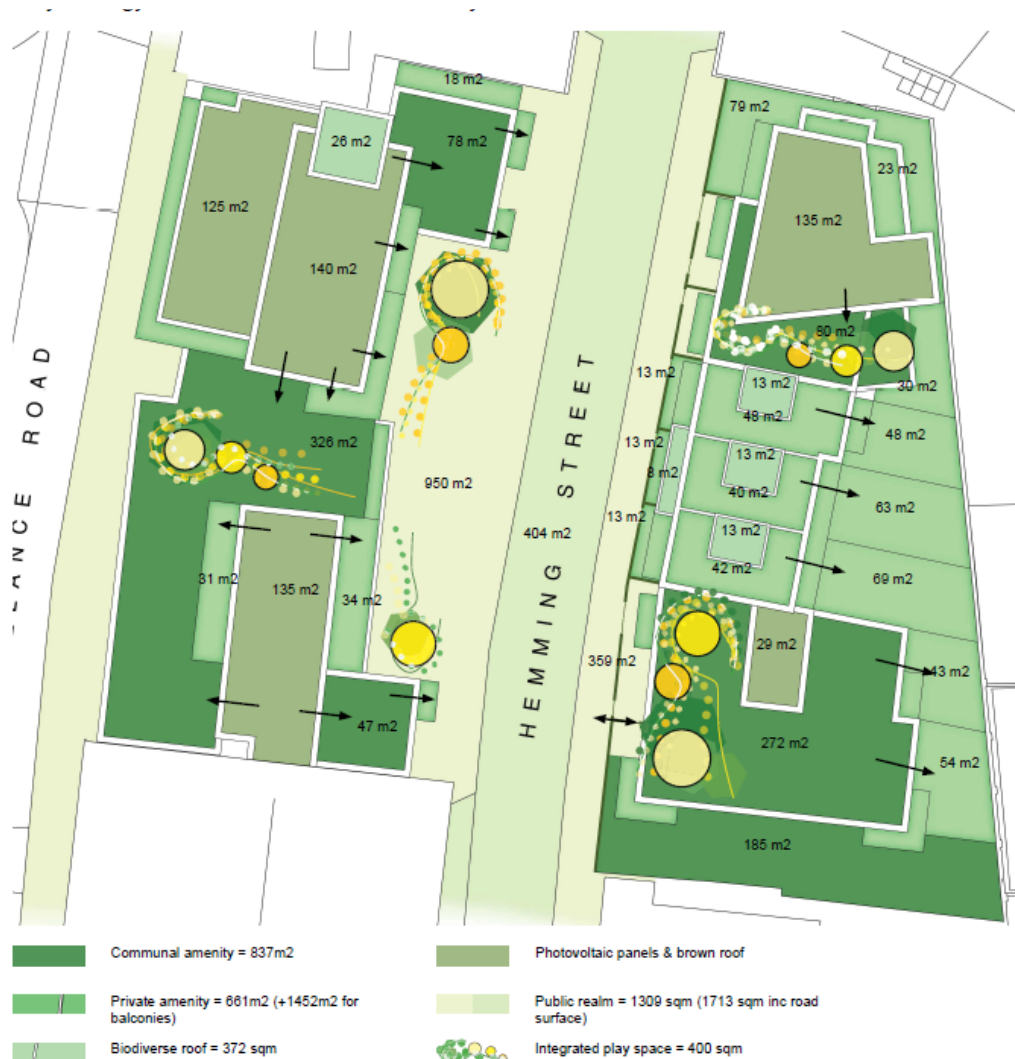 18 m2
79 m2
26 m2
78 m2
23 m2
125 m2
135 m2
140 m2
80 m2
13 m2
13 m2
30 m2
48 m2
48 m2
326 m2
13 m2
13 m2
8 m2
950 m2
40 m2
63 m2
13 m2
13 m2
404 m2
42 m2
69 m2
31 m2
135 m2
34 m2
29 m2
359 m2
43 m2
47 m2
272 m2
54 m2
185 m2
ROAD
HEMMING STREET
Communal amenity = 837m2
Photovoltaic panels & brown roof
Private amenity = 661m2 (+1452m2 for
balconies)
Public realm = 1309 sqm (1713 sqm inc road
surface)
Biodiverse roof = 372 sqm
Integrated play space = 400 sqm